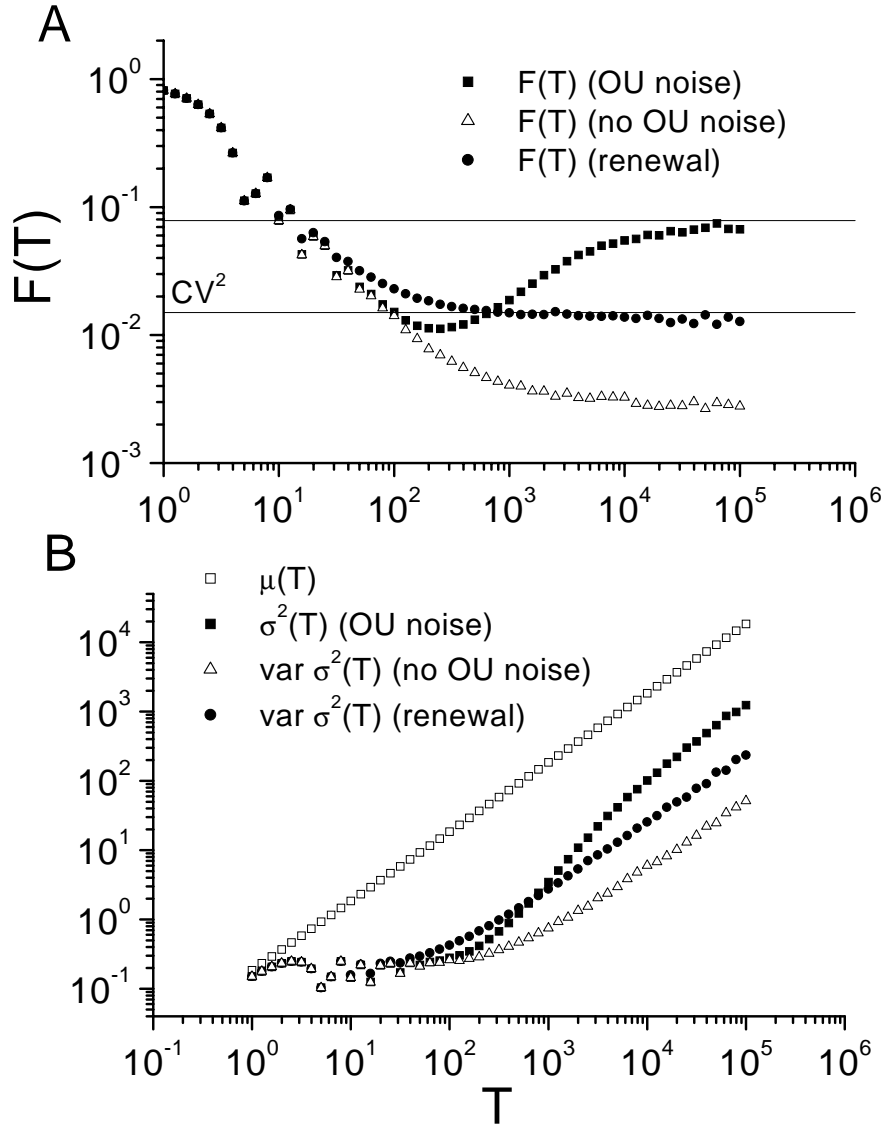 A
F(T)
10^0
10^-1
10^-2
10^-3
F(T) (OU noise)
F(T) (no OU noise)
F(T) (renewal)
CV^2
10^0 10^1 10^2 10^3 10^4 10^5 10^6
B
μ(T)
σ^2(T) (OU noise)
var σ^2(T) (no OU noise)
var σ^2(T) (renewal)
10^4
10^3
10^2
10^1
10^0
10^-1
10^-1 10^0 10^1 10^2 10^3 10^4 10^5 10^6
T